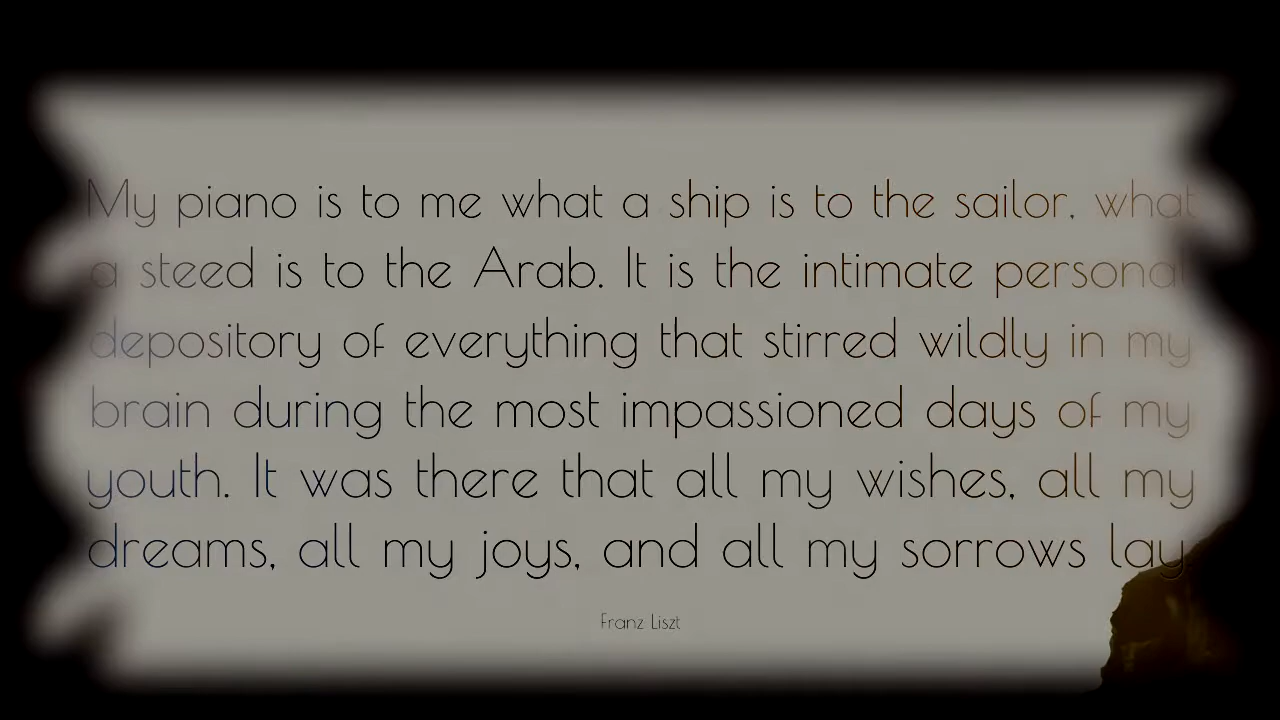 My piano is to me what a ship is to the sailor, what
a steed is to the Arab. It is the intimate personal
depository of everything that stirred wildly in my
brain during the most impassioned days of my
youth. It was there that all my wishes, all my
dreams, all my joys, and all my sorrows lay.
Franz Liszt